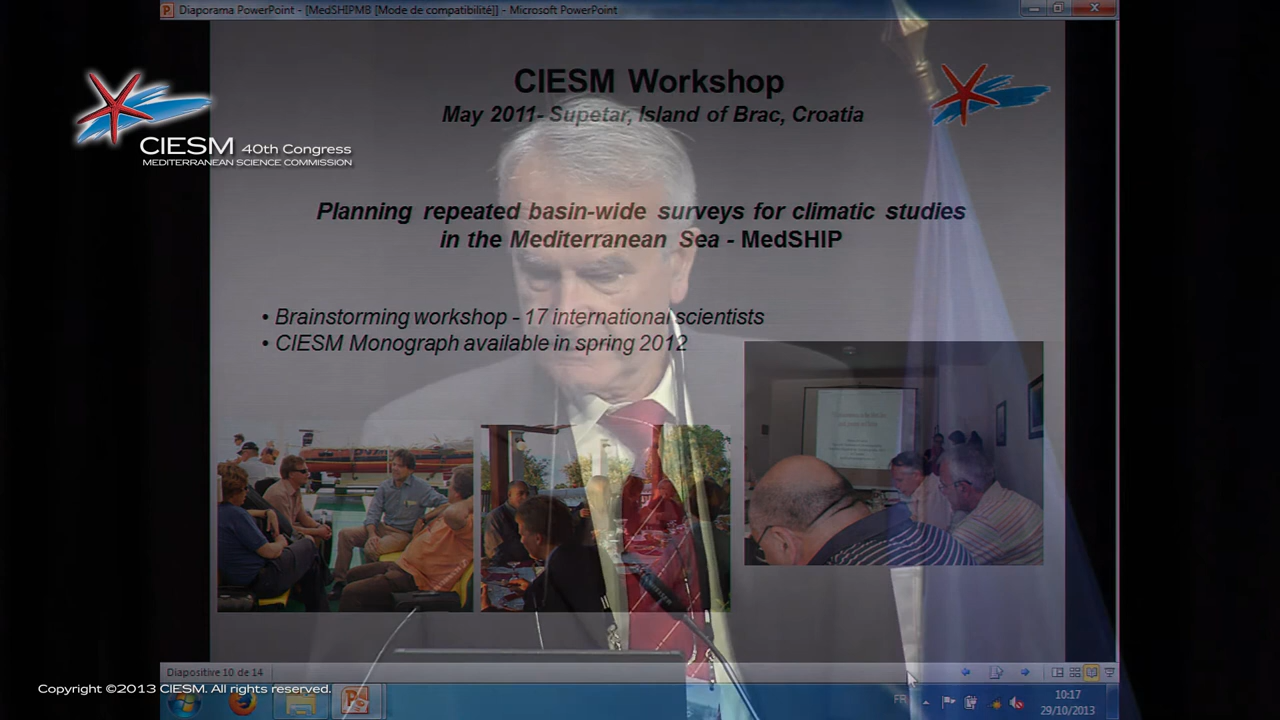 Diaporama PowerPoint - [MedSHIPMB [Mode de compatibilité]] - Microsoft PowerPoint
CIESM Workshop
May 2011- Supetar, Island of Brac, Croatia
CIESM 40th Congress
MEDITERRANEAN SCIENCE COMMISSION
Planning repeated basin-wide surveys for climatic studies
in the Mediterranean Sea - MedSHIP
• Brainstorming workshop - 17 international scientists
• CIESM Monograph available in spring 2012
Diapositive 10 de 14
Copyright ©2013 CIESM. All rights reserved.
FR
10:17
29/10/2013